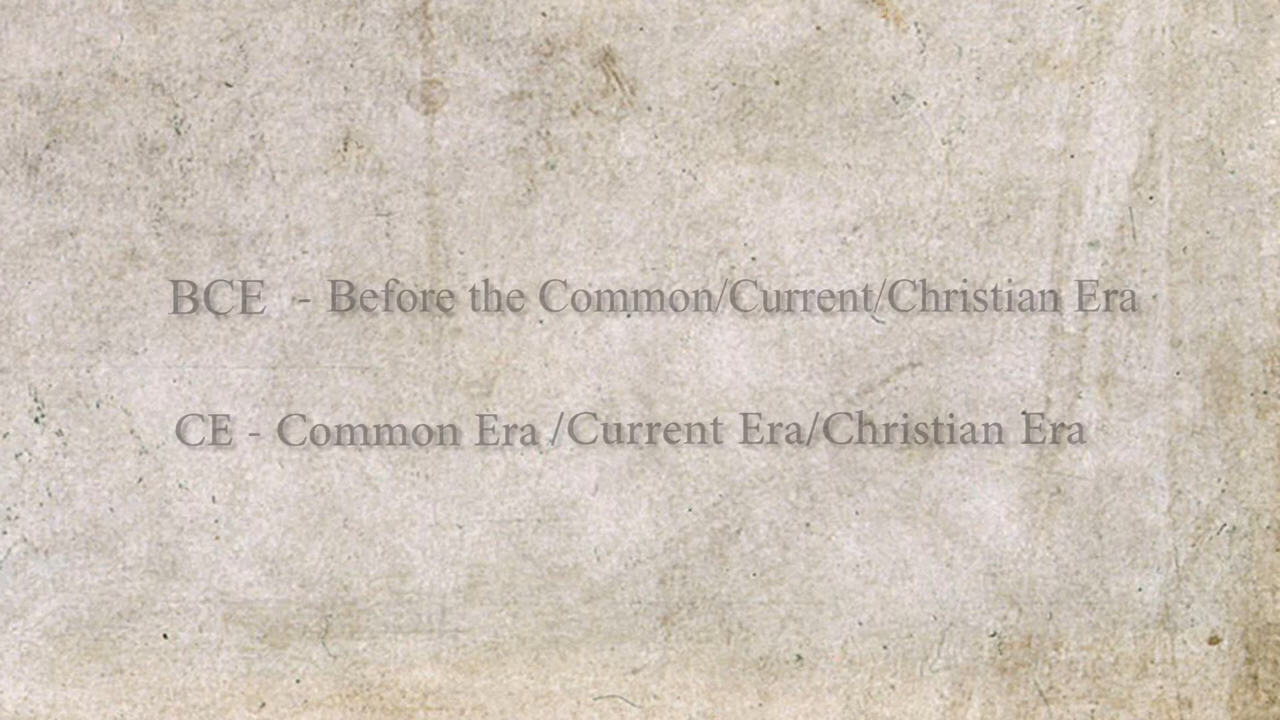 BCE - Before the Common/Current/Christian Era
CE - Common Era /Current Era/Christian Era